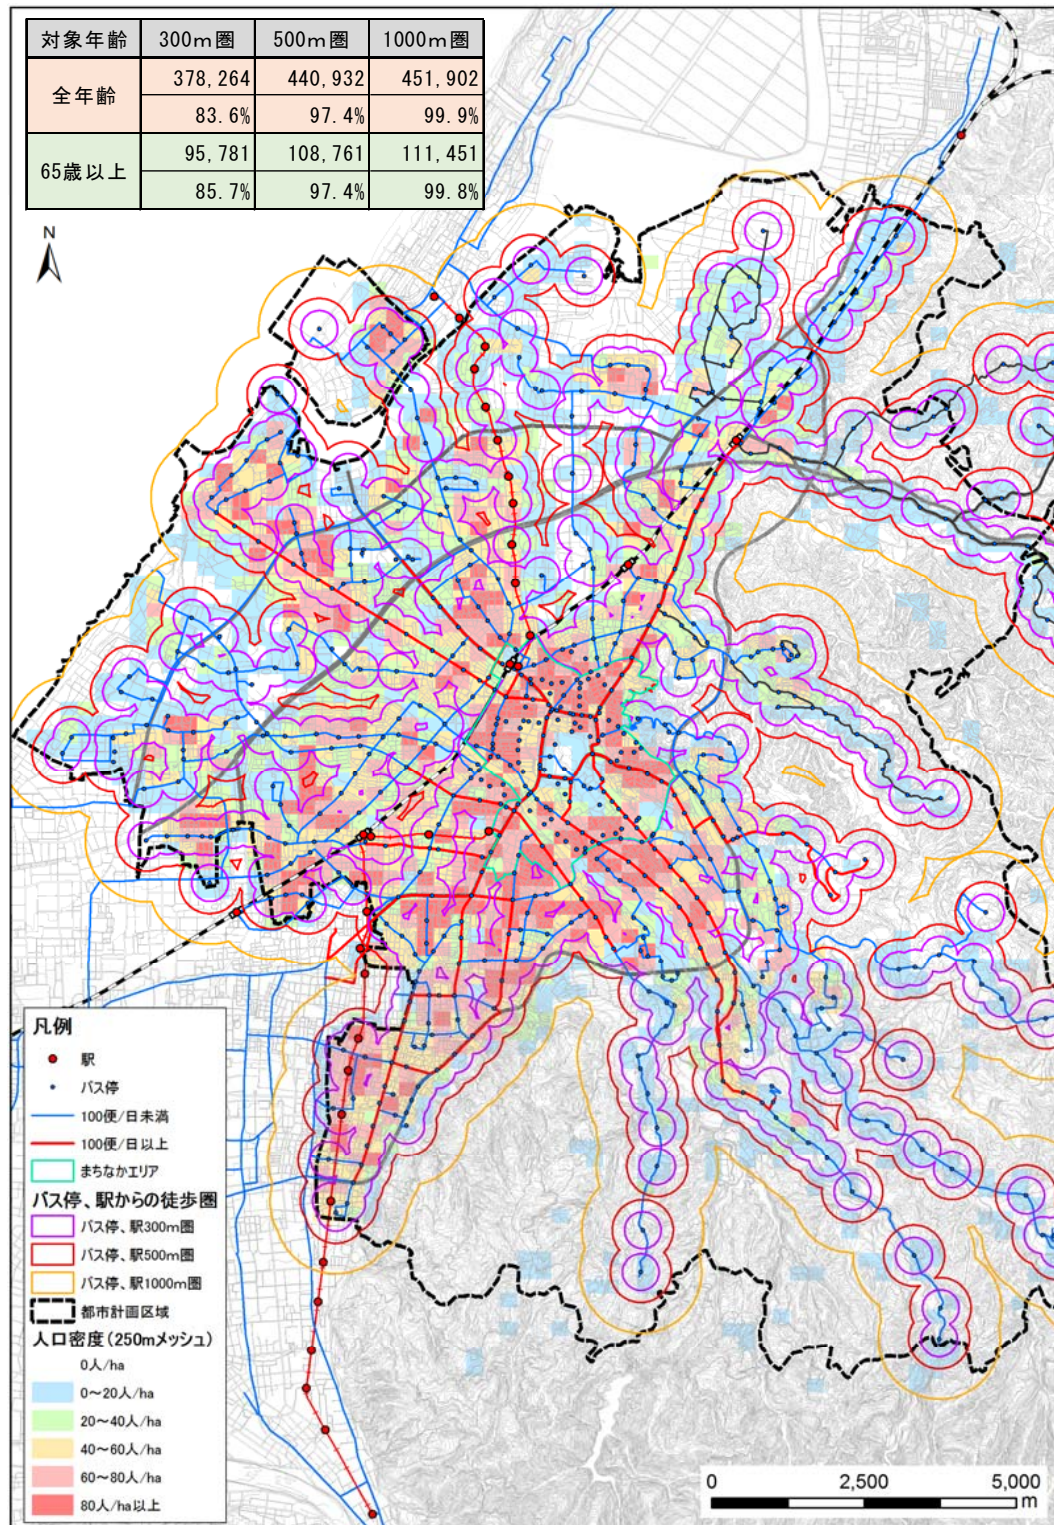 対象年齢 300m圏 500m圏 1000m圏
全年齢 378,264 440,932 451,902
83.6% 97.4% 99.9%
65歳以上 95,781 108,761 111,451
85.7% 97.4% 99.8%
N
凡例
駅
バス停
100便/日未満
100便/日以上
まちなかエリア
バス停、駅からの徒歩圏
バス停、駅300m圏
バス停、駅500m圏
バス停、駅1000m圏
都市計画区域
人口密度(250mメッシュ)
0人/ha
0～20人/ha
20～40人/ha
40～60人/ha
60～80人/ha
80人/ha以上
0 2,500 5,000
m